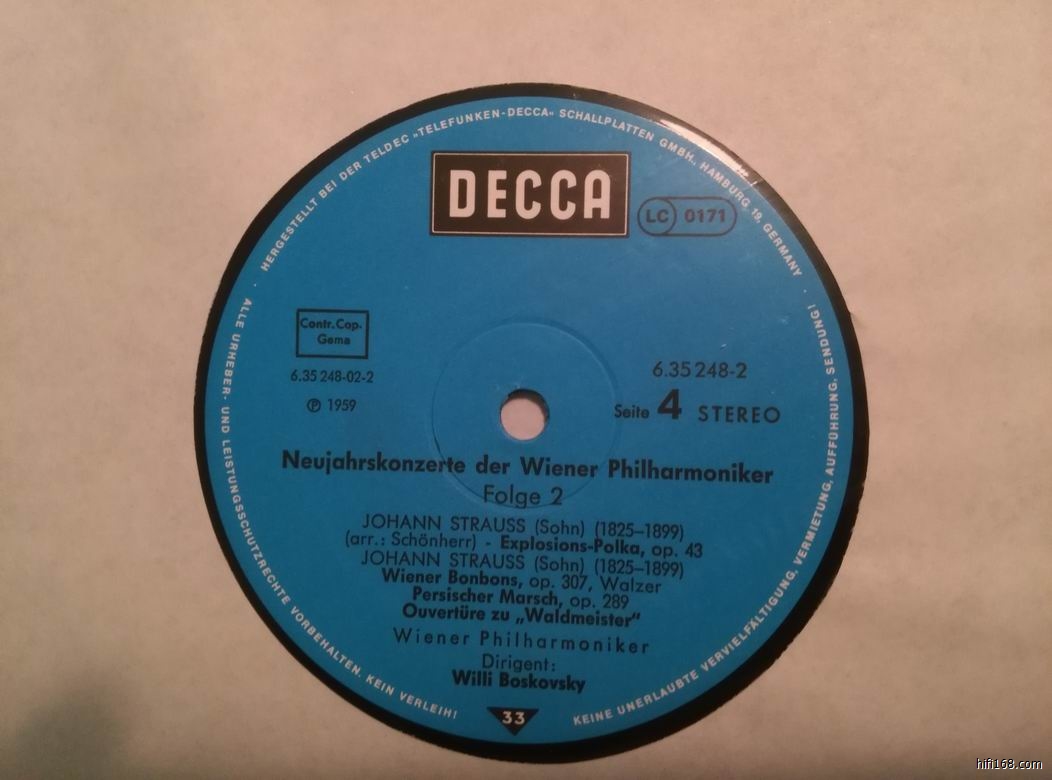 HERGESTELLT BEI DER TELDEC »TELEFUNKEN-DECCA« SCHALLPLATTEN GMBH., HAMBURG 19, GERMANY
DECCA
LC 0171
Contr. Cop.
Gema
6.35 248-02-2
℗ 1959
6.35 248-2
Seite 4 STEREO
Neujahrskonzerte der Wiener Philharmoniker
Folge 2
JOHANN STRAUSS (Sohn) (1825–1899)
(arr.: Schönherr) - Explosions-Polka, op. 43
JOHANN STRAUSS (Sohn) (1825–1899)
Wiener Bonbons, op. 307, Walzer
Persischer Marsch, op. 289
Ouvertüre zu „Waldmeister“
Wiener Philharmoniker
Dirigent:
Willi Boskovsky
33
ALLE URHEBER- UND LEISTUNGSSCHUTZRECHTE VORBEHALTEN. KEIN VERLEIH!
KEINE UNERLAUBTE VERVIELFÄLTIGUNG, VERMIETUNG, AUFFÜHRUNG, SENDUNG!
hifi168.com